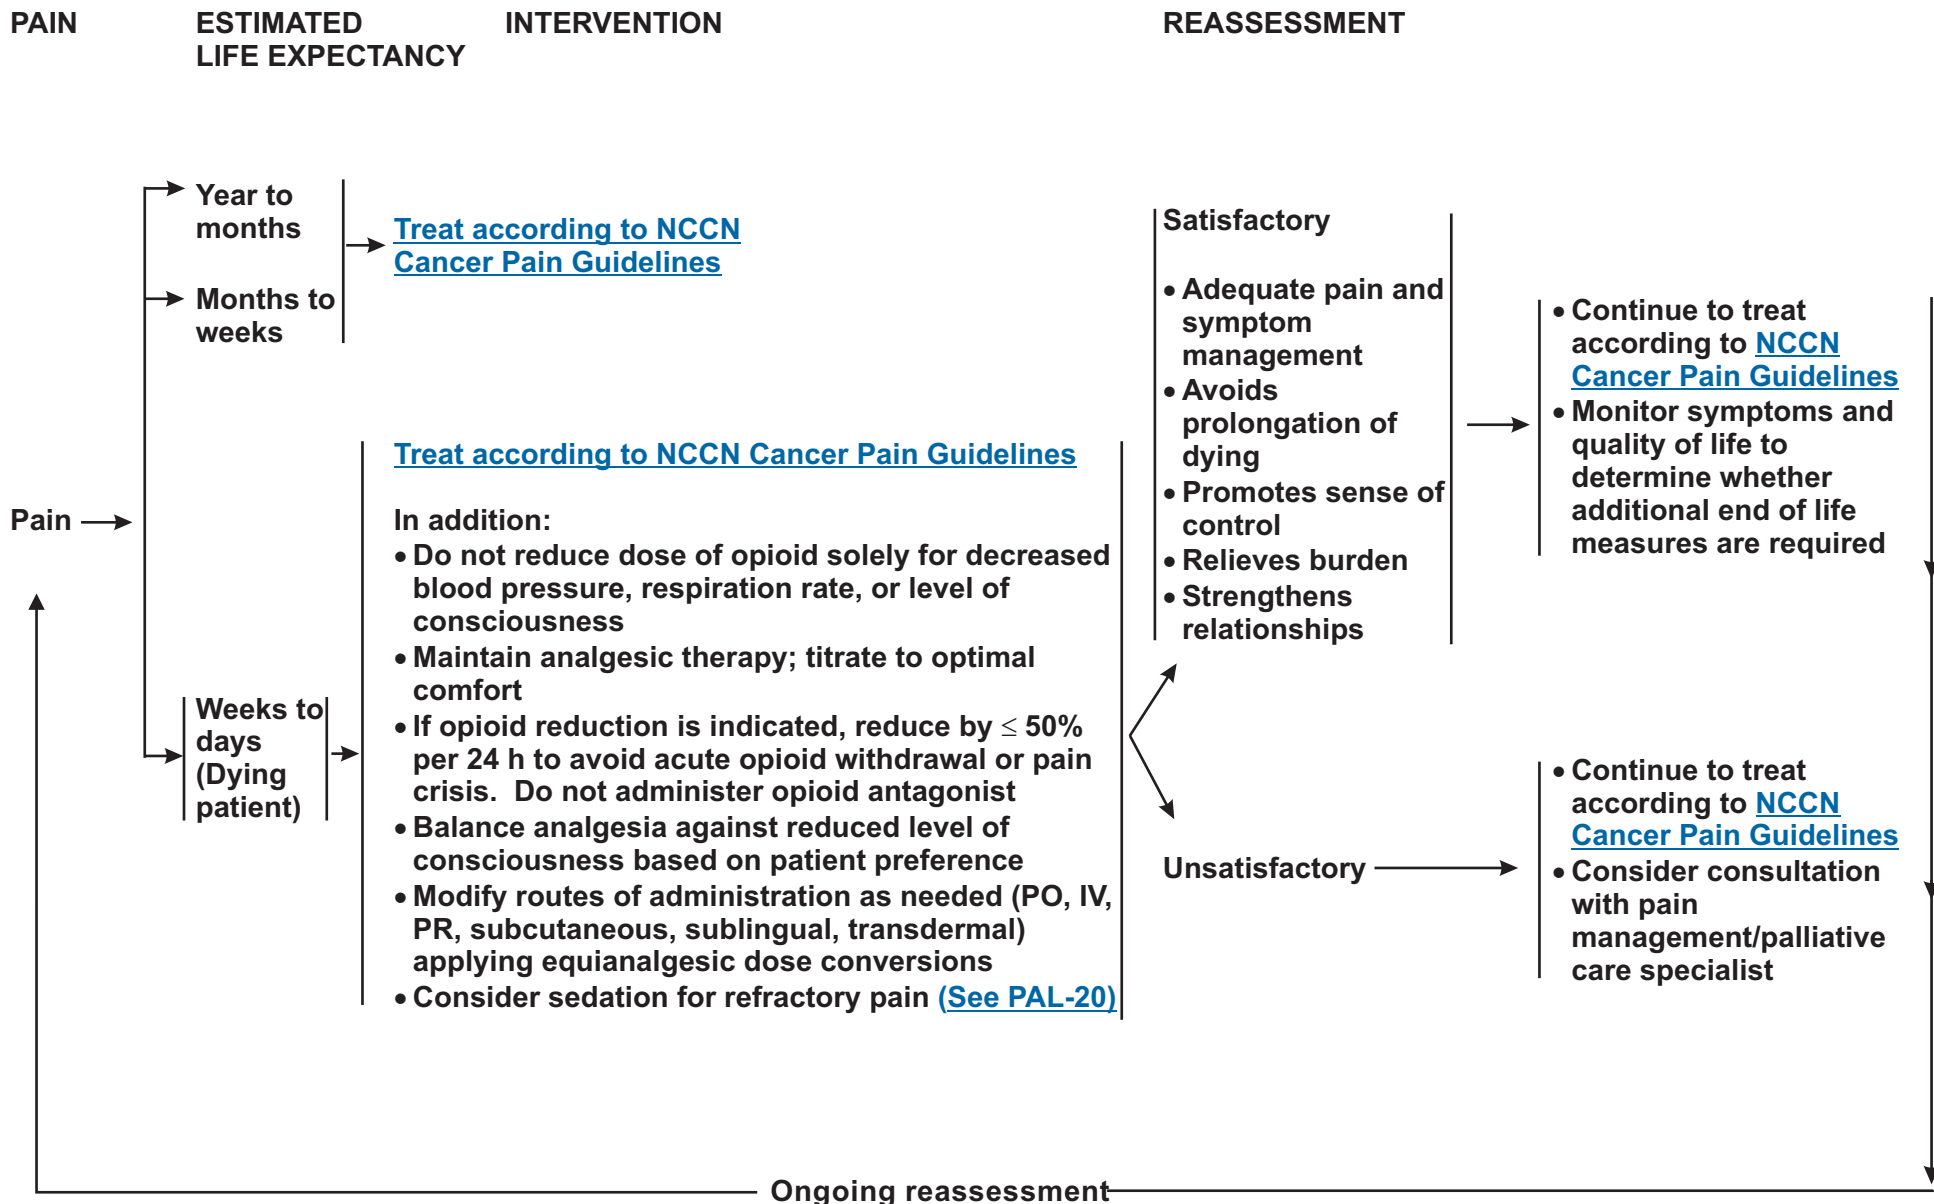 PAIN
ESTIMATED
LIFE EXPECTANCY
INTERVENTION
REASSESSMENT
Pain
Year to
months
Months to
weeks
Treat according to NCCN
Cancer Pain Guidelines
Weeks to
days
(Dying
patient)
Treat according to NCCN Cancer Pain Guidelines
In addition:
• Do not reduce dose of opioid solely for decreased
blood pressure, respiration rate, or level of
consciousness
• Maintain analgesic therapy; titrate to optimal
comfort
• If opioid reduction is indicated, reduce by ≤ 50%
per 24 h to avoid acute opioid withdrawal or pain
crisis. Do not administer opioid antagonist
• Balance analgesia against reduced level of
consciousness based on patient preference
• Modify routes of administration as needed (PO, IV,
PR, subcutaneous, sublingual, transdermal)
applying equianalgesic dose conversions
• Consider sedation for refractory pain (See PAL-20)
Satisfactory
• Adequate pain and
symptom
management
• Avoids
prolongation of
dying
• Promotes sense of
control
• Relieves burden
• Strengthens
relationships
• Continue to treat
according to NCCN
Cancer Pain Guidelines
• Monitor symptoms and
quality of life to
determine whether
additional end of life
measures are required
Unsatisfactory
• Continue to treat
according to NCCN
Cancer Pain Guidelines
• Consider consultation
with pain
management/palliative
care specialist
Ongoing reassessment